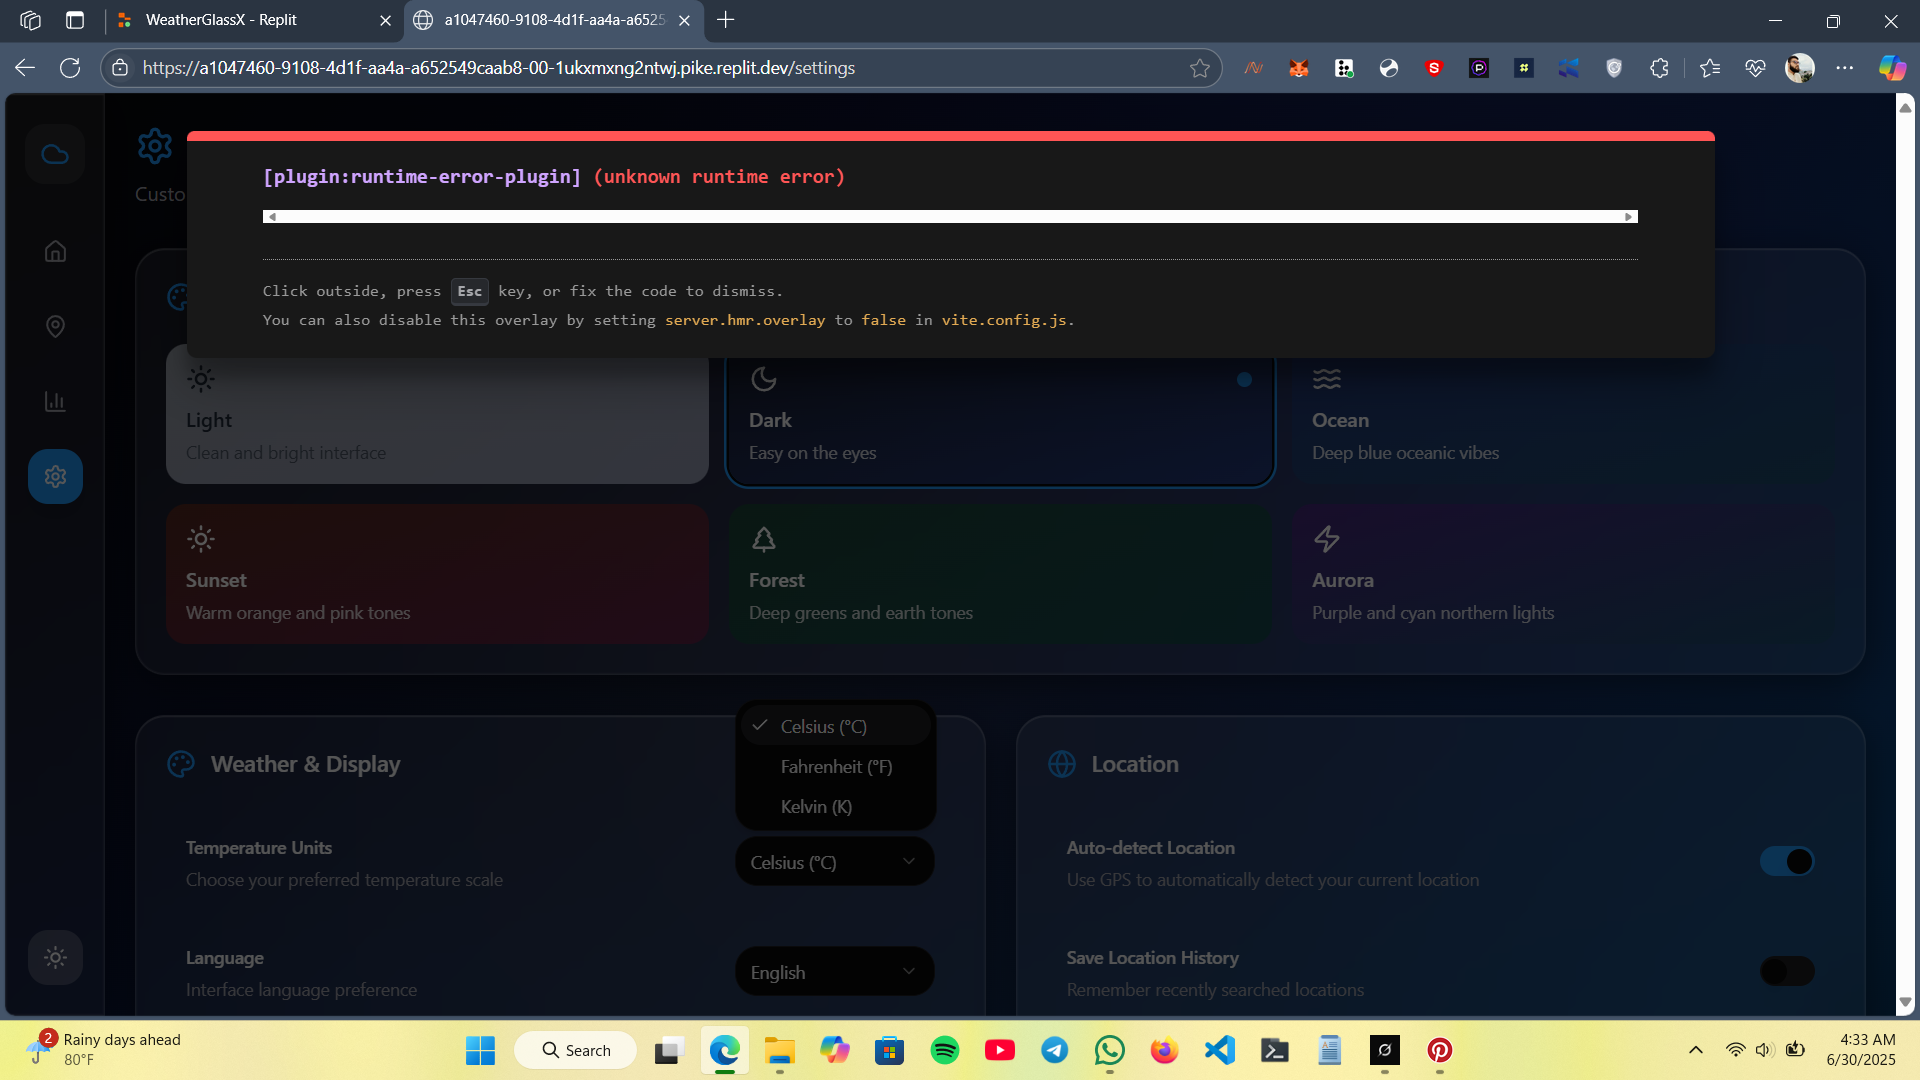 WeatherGlassX - Replit
a1047460-9108-4d1f-aa4a-a6525
https://a1047460-9108-4d1f-aa4a-a652549caab8-00-1ukxmxng2ntwj.pike.replit.dev/settings
Custo
[plugin:runtime-error-plugin] (unknown runtime error)
Click outside, press Esc key, or fix the code to dismiss.
You can also disable this overlay by setting server.hmr.overlay to false in vite.config.js.
Light
Clean and bright interface
Dark
Easy on the eyes
Ocean
Deep blue oceanic vibes
Sunset
Warm orange and pink tones
Forest
Deep greens and earth tones
Aurora
Purple and cyan northern lights
Weather & Display
Celsius (°C)
Fahrenheit (°F)
Kelvin (K)
Temperature Units
Choose your preferred temperature scale
Celsius (°C)
Language
Interface language preference
English
Location
Auto-detect Location
Use GPS to automatically detect your current location
Save Location History
Remember recently searched locations
2
Rainy days ahead
80°F
Search
4:33 AM
6/30/2025